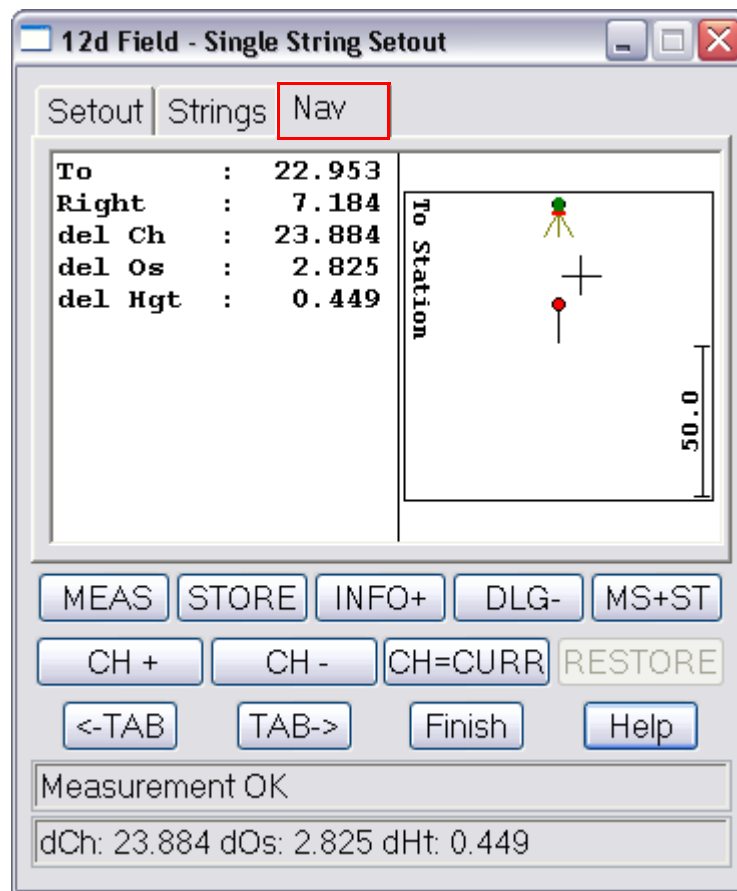 12d Field - Single String Setout
Setout Strings Nav
To : 22.953
Right : 7.184
del Ch : 23.884
del Os : 2.825
del Hgt : 0.449
To Station
50.0
MEAS STORE INFO+ DLG- MS+ST
CH + CH - CH=CURR RESTORE
<-TAB TAB-> Finish Help
Measurement OK
dCh: 23.884 dOs: 2.825 dHt: 0.449